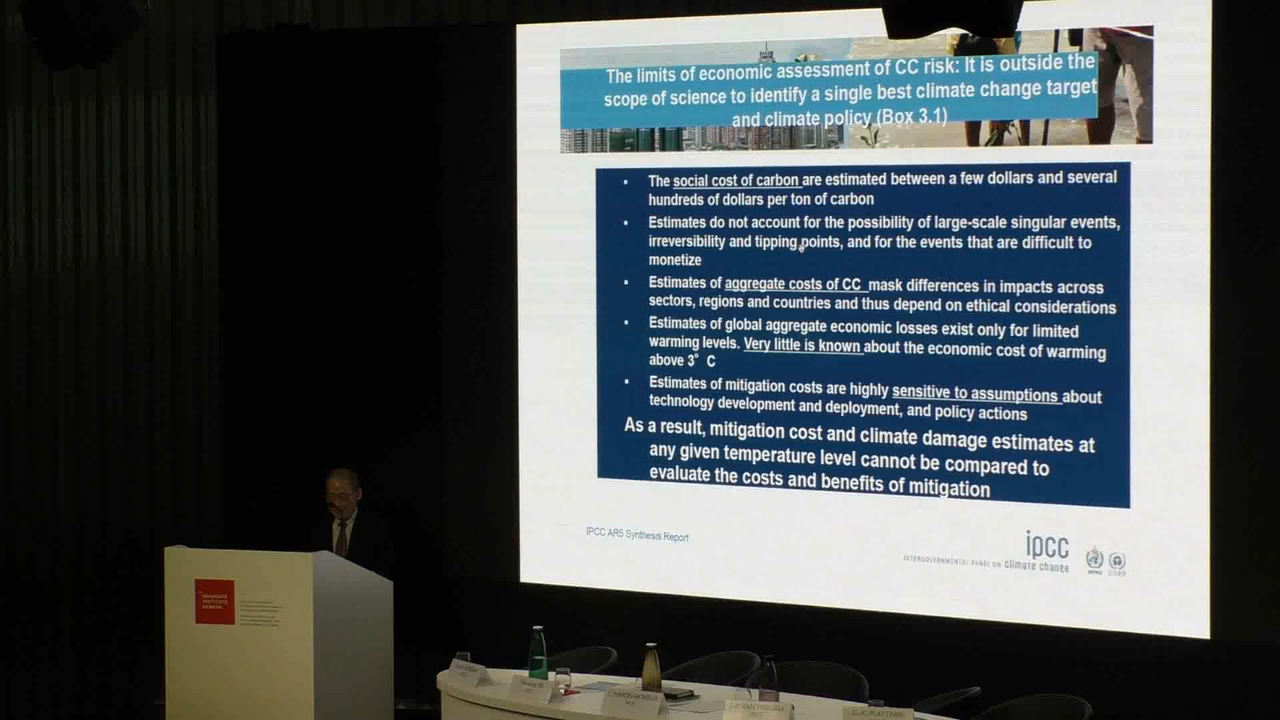 The limits of economic assessment of CC risk: It is outside the
scope of science to identify a single best climate change target
and climate policy (Box 3.1)
▪ The social cost of carbon are estimated between a few dollars and several
hundreds of dollars per ton of carbon
▪ Estimates do not account for the possibility of large-scale singular events,
irreversibility and tipping points, and for the events that are difficult to
monetize
▪ Estimates of aggregate costs of CC mask differences in impacts across
sectors, regions and countries and thus depend on ethical considerations
▪ Estimates of global aggregate economic losses exist only for limited
warming levels. Very little is known about the economic cost of warming
above 3° C
▪ Estimates of mitigation costs are highly sensitive to assumptions about
technology development and deployment, and policy actions
As a result, mitigation cost and climate damage estimates at
any given temperature level cannot be compared to
evaluate the costs and benefits of mitigation
IPCC AR5 Synthesis Report
ipcc
INTERGOVERNMENTAL PANEL ON climate change
WMO
UNEP
GRADUATE
INSTITUTE
GENEVA